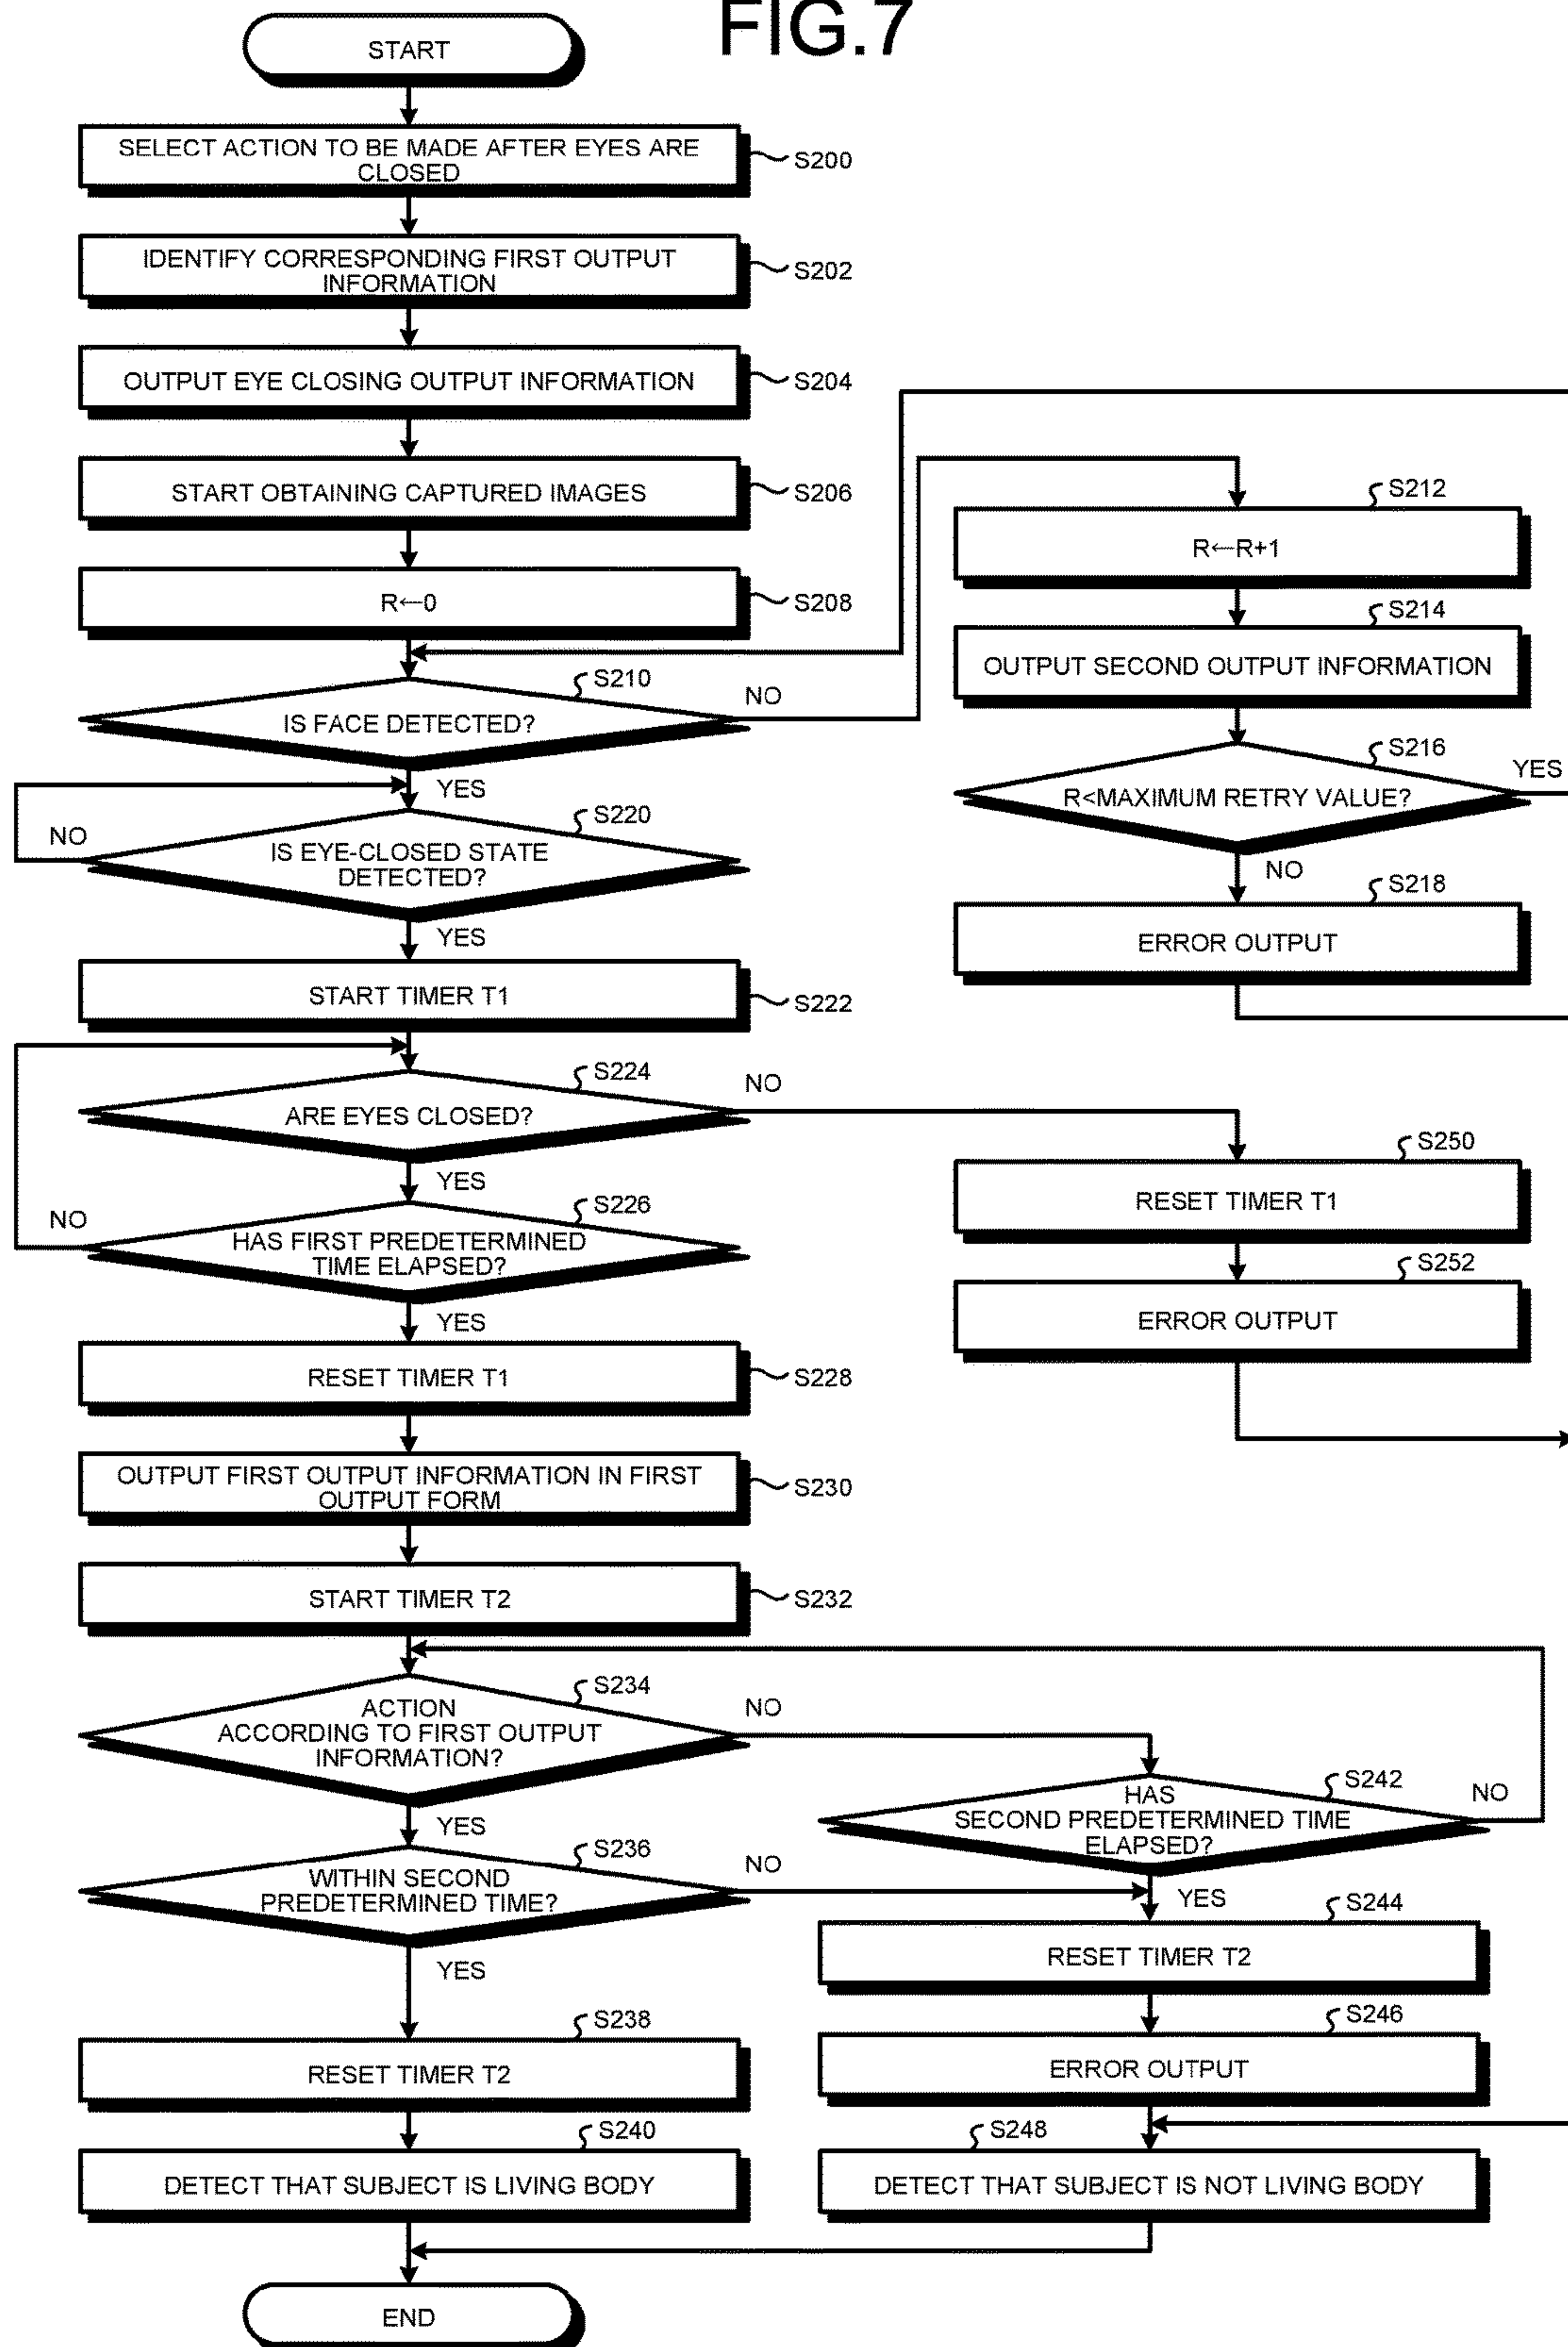 FIG.7
START
SELECT ACTION TO BE MADE AFTER EYES ARE
CLOSED
S200
IDENTIFY CORRESPONDING FIRST OUTPUT
INFORMATION
S202
OUTPUT EYE CLOSING OUTPUT INFORMATION
S204
START OBTAINING CAPTURED IMAGES
S206
R←0
S208
S210
IS FACE DETECTED?
NO
YES
S212
R←R+1
S214
OUTPUT SECOND OUTPUT INFORMATION
S216
R<MAXIMUM RETRY VALUE?
YES
NO
S218
ERROR OUTPUT
S220
IS EYE-CLOSED STATE
DETECTED?
NO
YES
START TIMER T1
S222
S224
ARE EYES CLOSED?
NO
YES
S226
HAS FIRST PREDETERMINED
TIME ELAPSED?
NO
YES
S250
RESET TIMER T1
S252
ERROR OUTPUT
RESET TIMER T1
S228
OUTPUT FIRST OUTPUT INFORMATION IN FIRST
OUTPUT FORM
S230
START TIMER T2
S232
S234
ACTION
ACCORDING TO FIRST OUTPUT
INFORMATION?
NO
YES
S242
HAS
SECOND PREDETERMINED TIME
ELAPSED?
NO
YES
S236
WITHIN SECOND
PREDETERMINED TIME?
NO
YES
S244
RESET TIMER T2
S246
ERROR OUTPUT
S238
RESET TIMER T2
S240
DETECT THAT SUBJECT IS LIVING BODY
S248
DETECT THAT SUBJECT IS NOT LIVING BODY
END